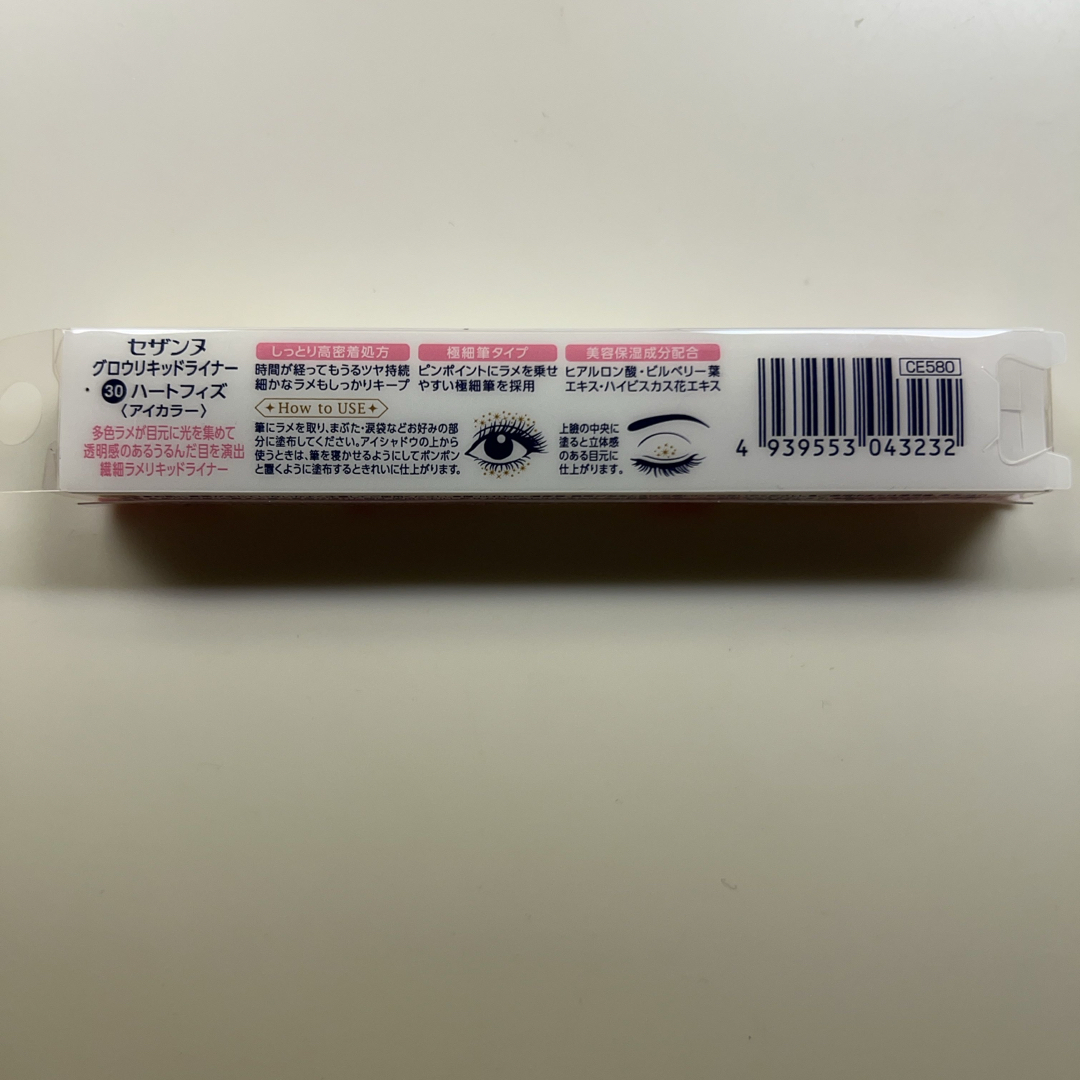 セザンヌ
グロウリキッドライナー
30 ハートフィズ
〈アイカラー〉
多色ラメが目元に光を集めて
透明感のあるうるんだ目を演出
繊細ラメリキッドライナー
しっとり高密着処方
時間が経ってもうるツヤ持続
細かなラメもしっかりキープ
極細筆タイプ
ピンポイントにラメを乗せ
やすい極細筆を採用
美容保湿成分配合
ヒアルロン酸・ビルベリー葉
エキス・ハイビスカス花エキス
How to USE
筆にラメを取り、まぶた・涙袋などお好みの部
分に塗布してください。アイシャドウの上から
使うときは、筆を寝かせるようにしてポンポン
と置くように塗布するときれいに仕上がります。
上瞼の中央に
塗ると立体感
のある目元に
仕上がります。
CE580
4 939553 043232